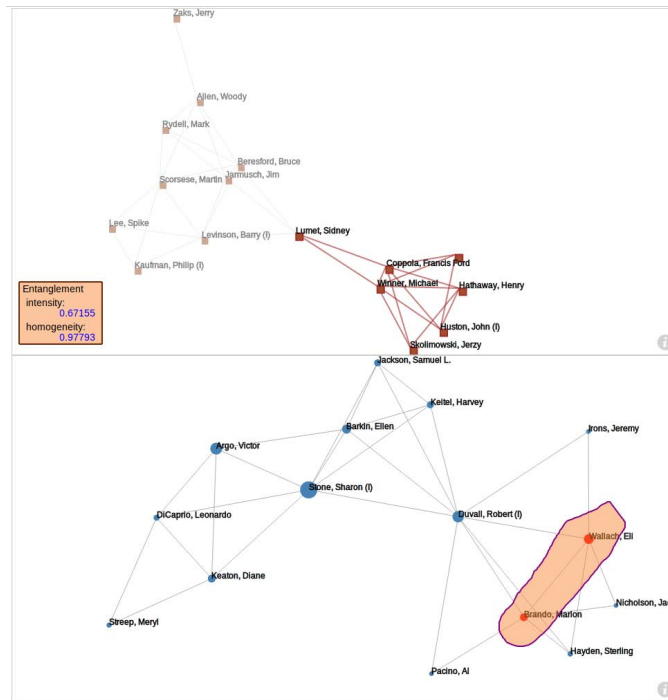 Zaks, Jerry
Allen, Woody
Rydell, Mark
Beresford, Bruce
Jarmusch, Jim
Scorsese, Martin
Lee, Spike
Levinson, Barry (I)
Lumet, Sidney
Kaufman, Philip (I)
Coppola, Francis Ford
Winner, Michael
Hathaway, Henry
Huston, John (I)
Skolimowski, Jerzy
Entanglement
intensity:
0.67155
homogeneity:
0.97793
i
Jackson, Samuel L.
Keitel, Harvey
Barkin, Ellen
Irons, Jeremy
Argo, Victor
Stone, Sharon (I)
DiCaprio, Leonardo
Duvall, Robert (I)
Wallach, Eli
Keaton, Diane
Nicholson, Ja
Streep, Meryl
Brando, Marlon
Hayden, Sterling
Pacino, Al
i